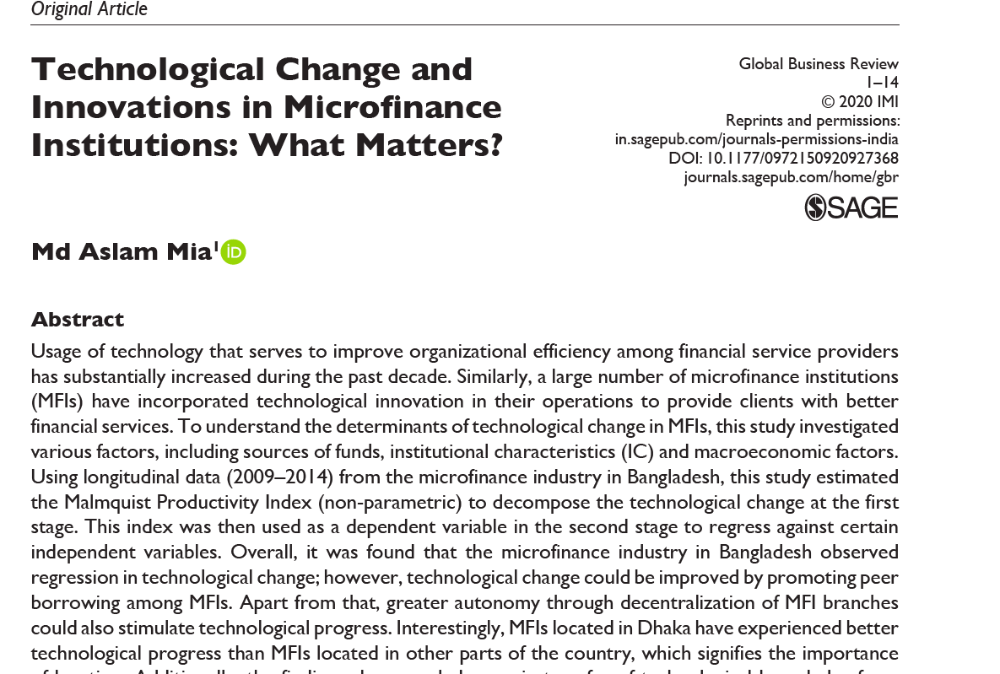 Original Article
Technological Change and
Innovations in Microfinance
Institutions: What Matters?
Global Business Review
1–14
© 2020 IMI
Reprints and permissions:
in.sagepub.com/journals-permissions-india
DOI: 10.1177/0972150920927368
journals.sagepub.com/home/gbr
SAGE
Md Aslam Mia1 iD
Abstract
Usage of technology that serves to improve organizational efficiency among financial service providers
has substantially increased during the past decade. Similarly, a large number of microfinance institutions
(MFIs) have incorporated technological innovation in their operations to provide clients with better
financial services. To understand the determinants of technological change in MFIs, this study investigated
various factors, including sources of funds, institutional characteristics (IC) and macroeconomic factors.
Using longitudinal data (2009–2014) from the microfinance industry in Bangladesh, this study estimated
the Malmquist Productivity Index (non-parametric) to decompose the technological change at the first
stage. This index was then used as a dependent variable in the second stage to regress against certain
independent variables. Overall, it was found that the microfinance industry in Bangladesh observed
regression in technological change; however, technological change could be improved by promoting peer
borrowing among MFIs. Apart from that, greater autonomy through decentralization of MFI branches
could also stimulate technological progress. Interestingly, MFIs located in Dhaka have experienced better
technological progress than MFIs located in other parts of the country, which signifies the importance